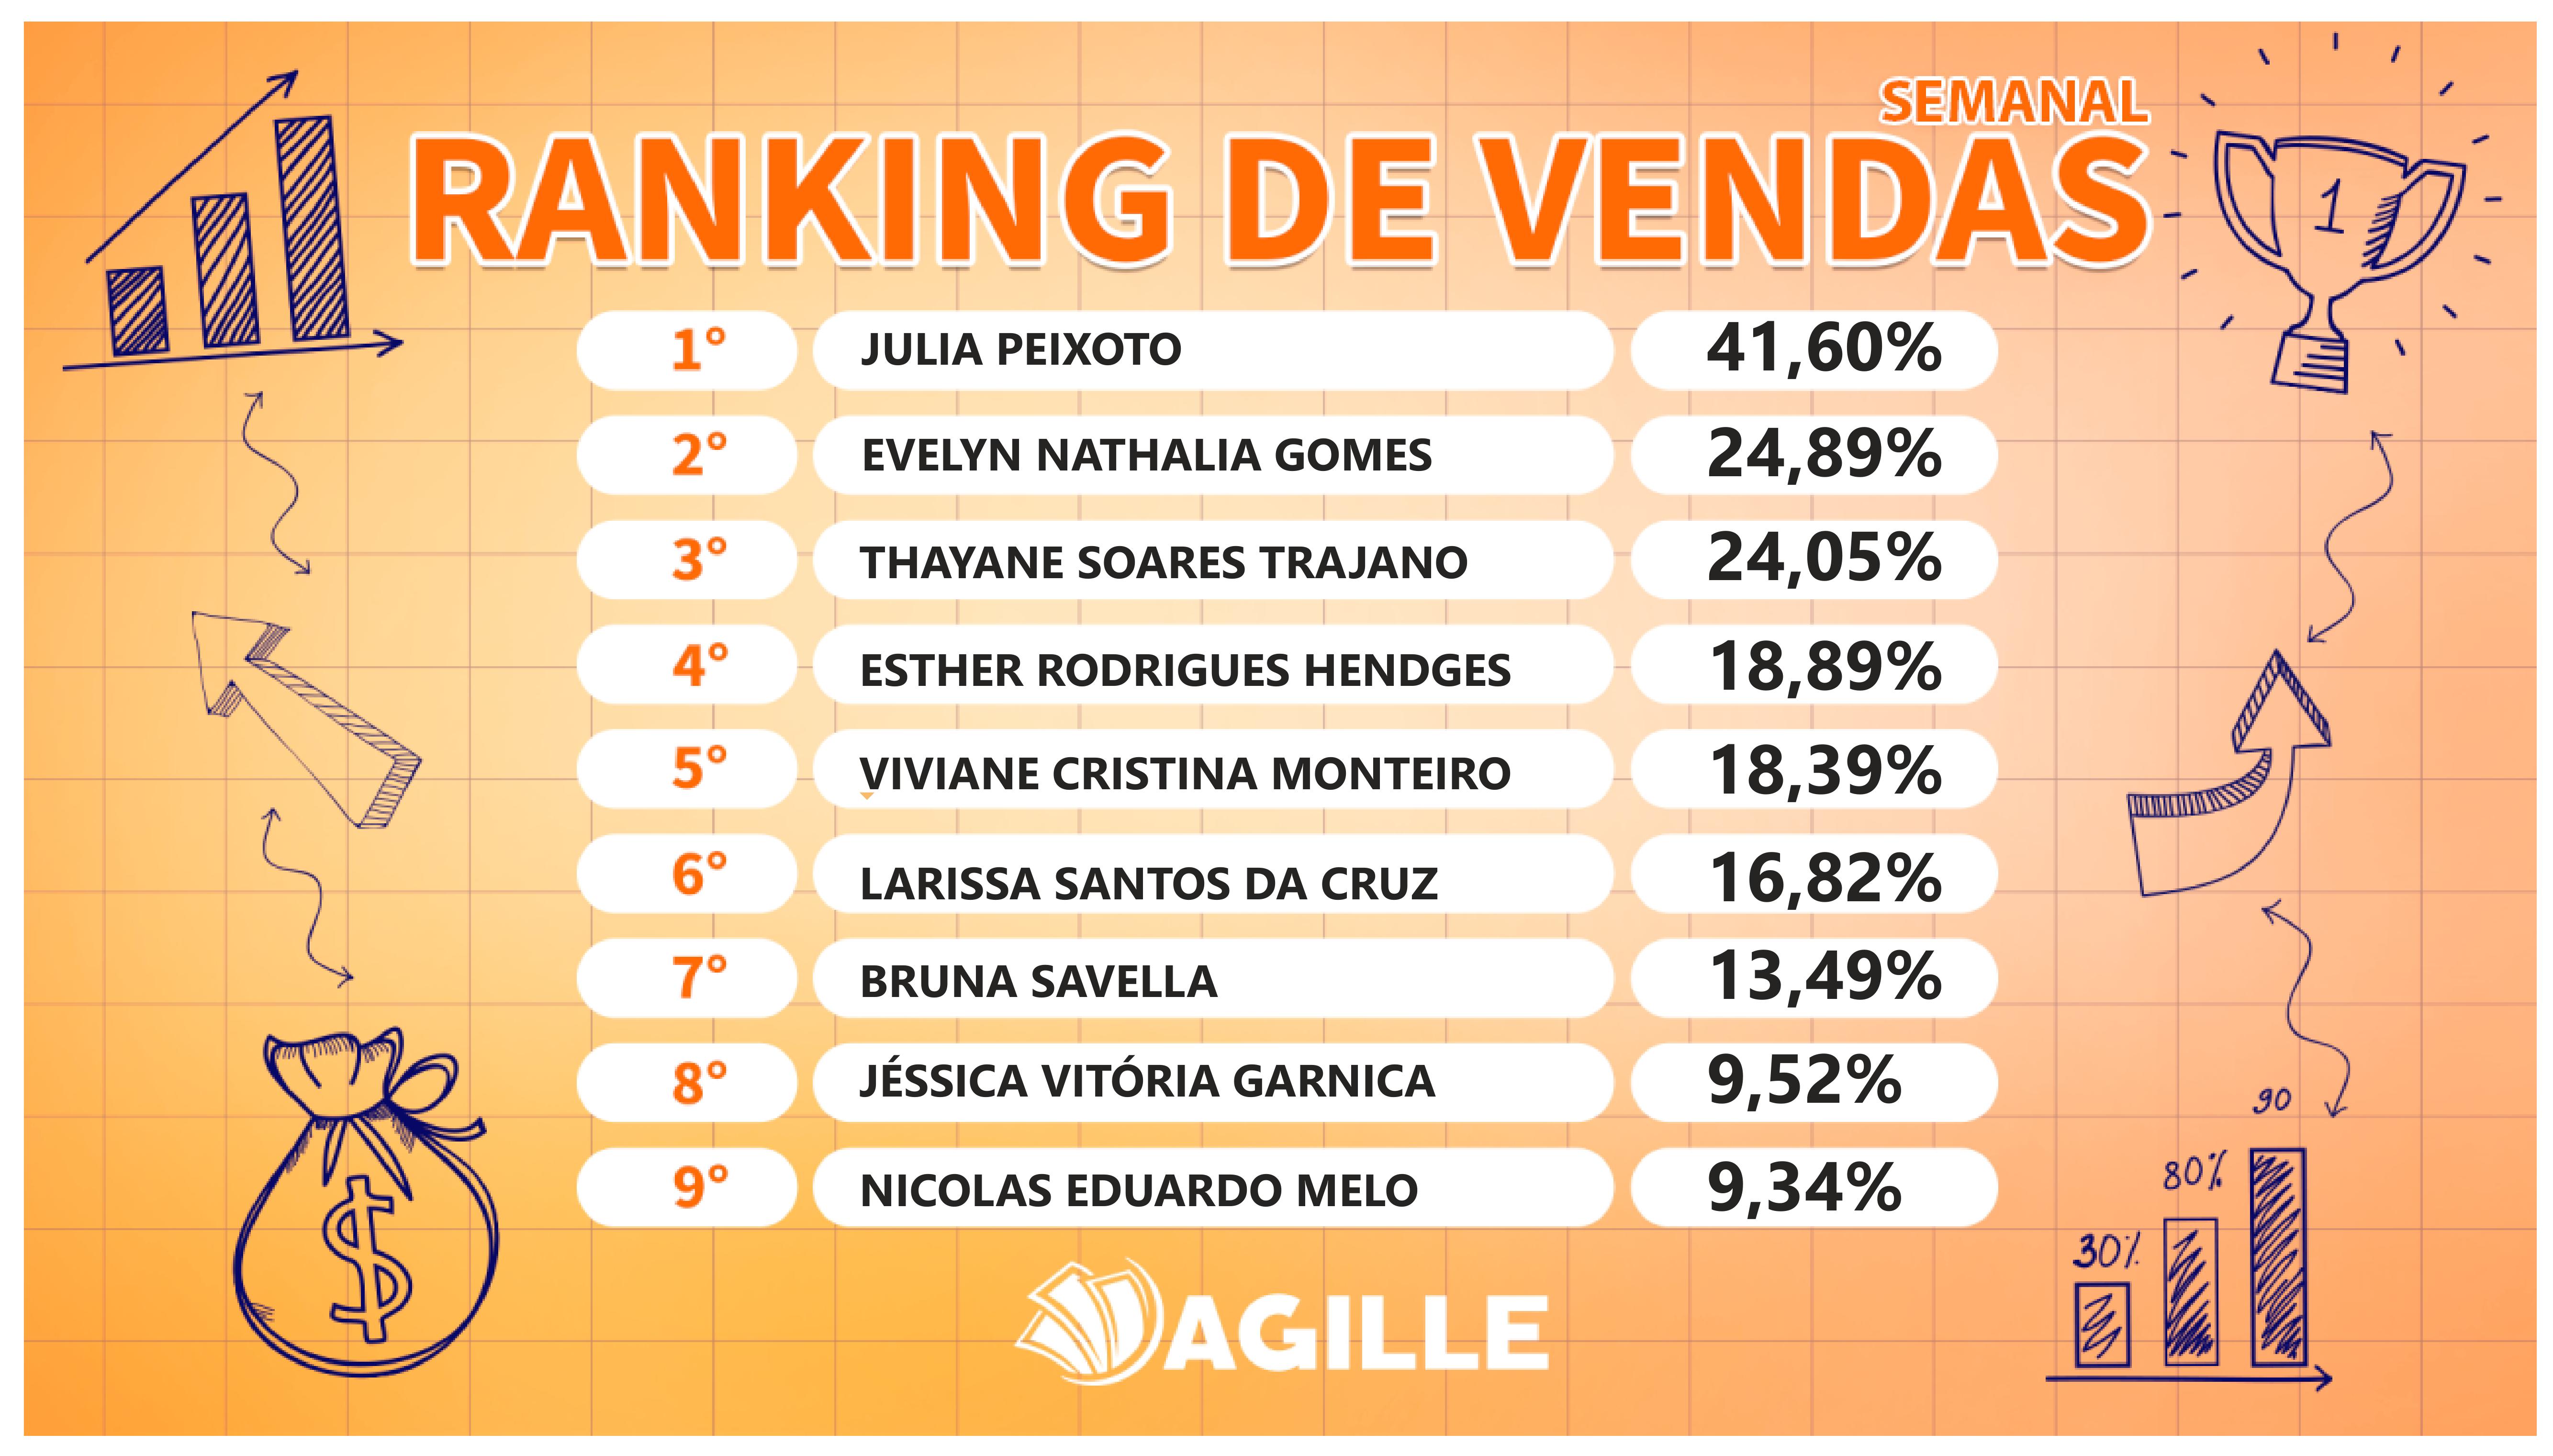 SEMANAL
RANKING DE VENDAS
1
1° JULIA PEIXOTO 41,60%
2° EVELYN NATHALIA GOMES 24,89%
3° THAYANE SOARES TRAJANO 24,05%
4° ESTHER RODRIGUES HENDGES 18,89%
5° VIVIANE CRISTINA MONTEIRO 18,39%
6° LARISSA SANTOS DA CRUZ 16,82%
7° BRUNA SAVELLA 13,49%
8° JÉSSICA VITÓRIA GARNICA 9,52%
9° NICOLAS EDUARDO MELO 9,34%
$
30% 80% 90
AGILLE